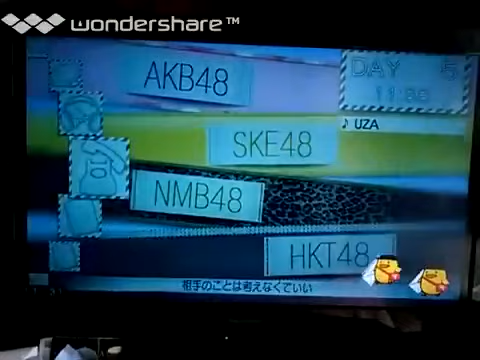 wondershare™
AKB48
DAY 5
♪ UZA
SKE48
NMB48
HKT48
相手のことは考えなくていい